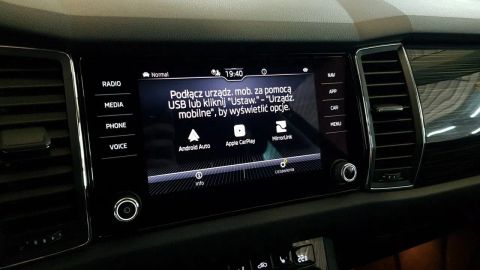 RADIO
MEDIA
PHONE
VOICE
Normal
19:40
Podłącz urządz. mob. za pomocą
USB lub kliknij "Ustaw." - "Urządz.
mobilne", by wyświetlić opcje.
Android Auto
Apple CarPlay
MirrorLink
Info
Ustawienia
NAV
APP
CAR
MENU